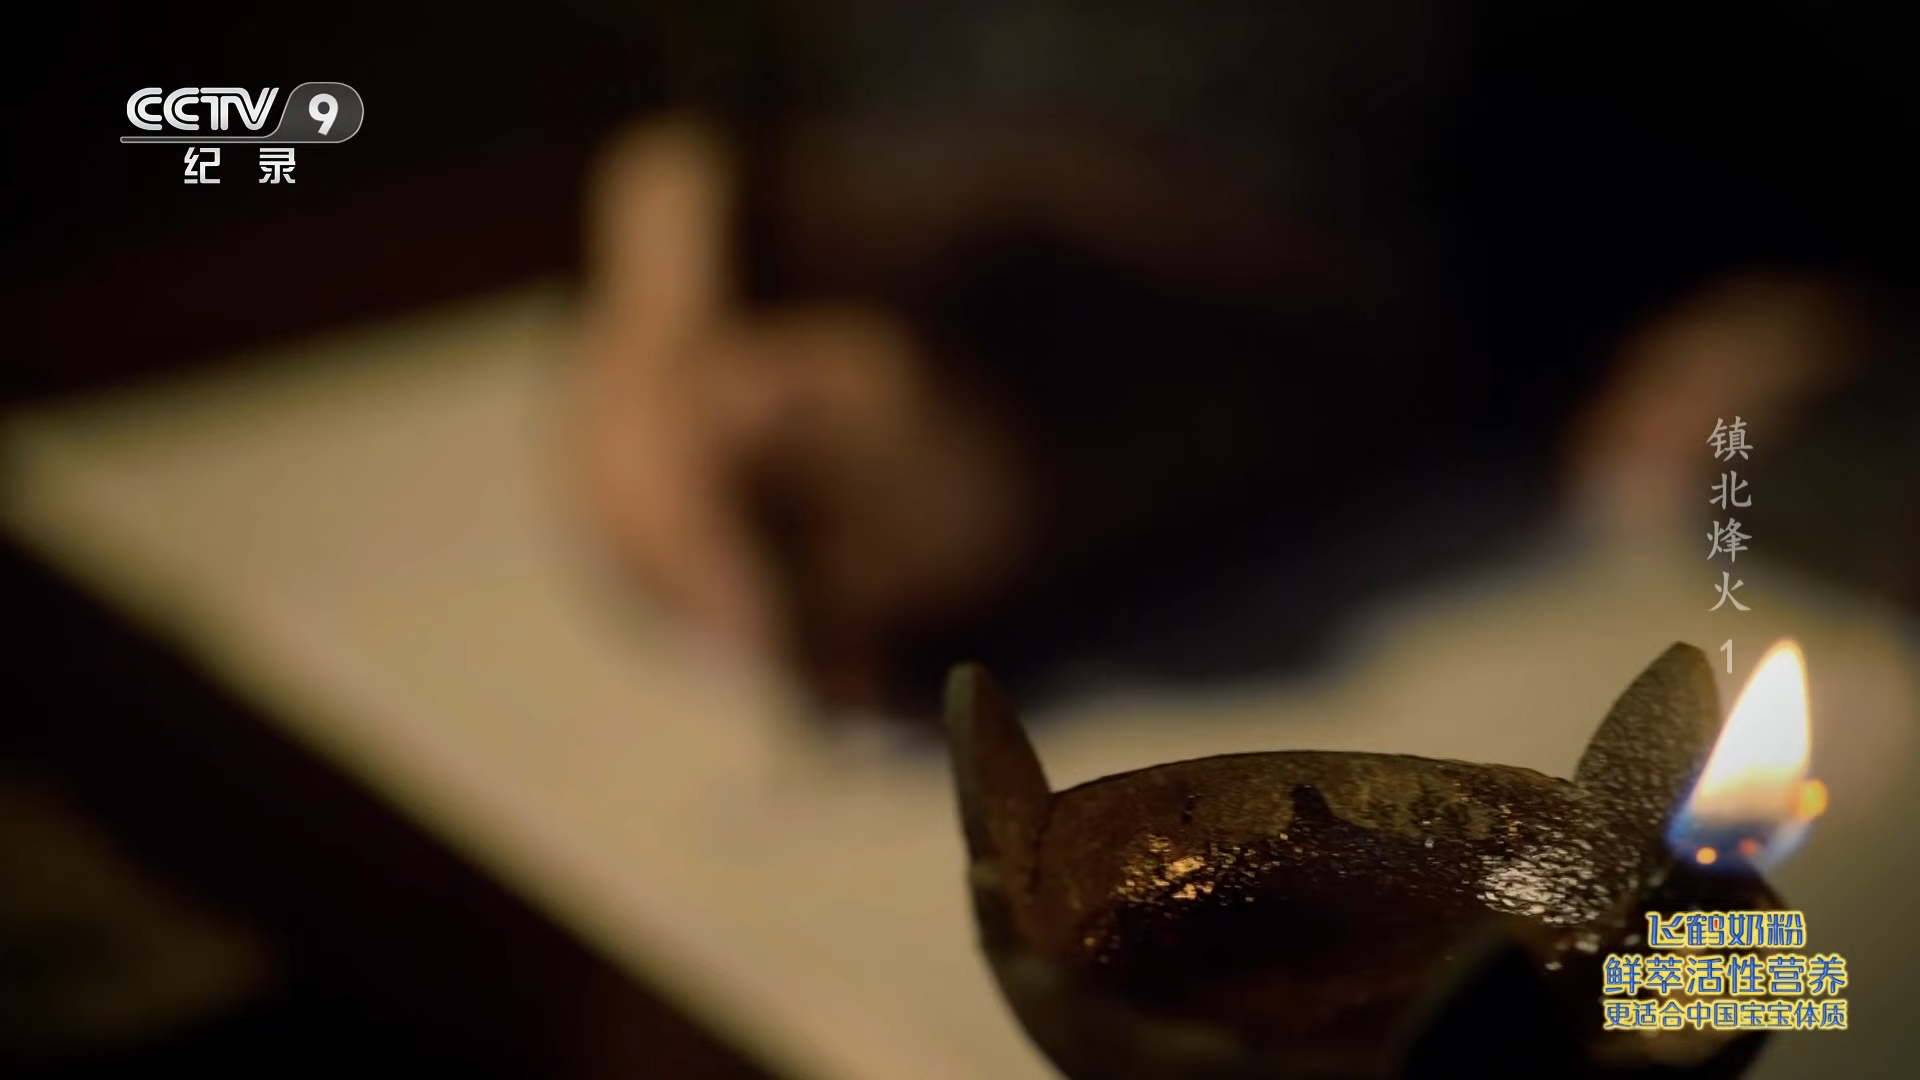 CCTV 9
纪录
镇北烽火 1
飞鹤奶粉
鲜萃活性营养
更适合中国宝宝体质